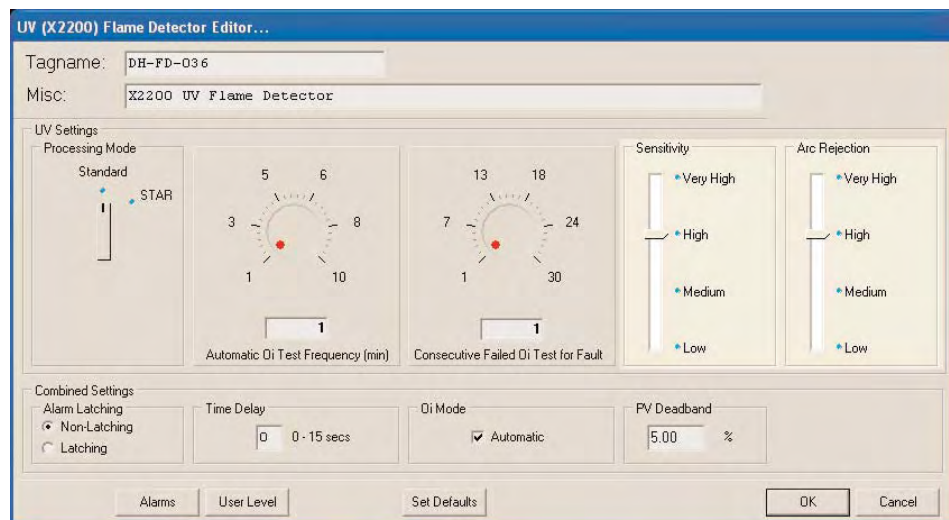 UV (X2200) Flame Detector Editor...
Tagname: DH-FD-036
Misc: X2200 UV Flame Detector
UV Settings
Processing Mode
Standard
STAR
5 6
3 8
1 10
1
Automatic Oi Test Frequency (min)
13 18
7 24
1 30
1
Consecutive Failed Oi Test for Fault
Sensitivity
Very High
High
Medium
Low
Arc Rejection
Very High
High
Medium
Low
Combined Settings
Alarm Latching
Non-Latching
Latching
Time Delay
0 0 - 15 secs
Oi Mode
Automatic
PV Deadband
5.00 %
Alarms User Level Set Defaults OK Cancel